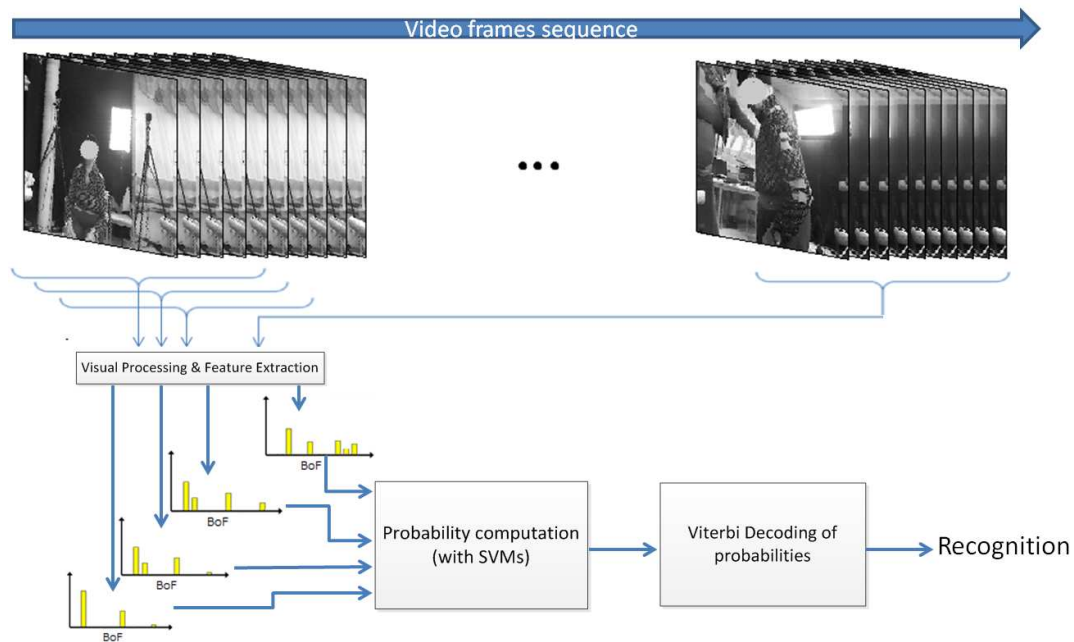 Video frames sequence
...
Visual Processing & Feature Extraction
BoF
BoF
BoF
BoF
Probability computation
(with SVMs)
Viterbi Decoding of
probabilities
Recognition